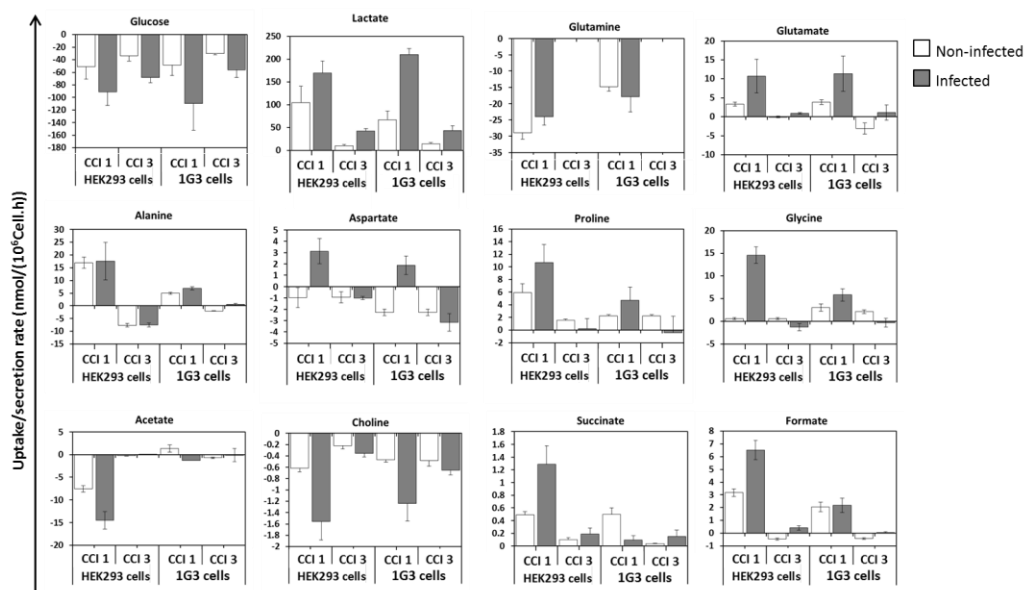 Uptake/secretion rate (nmol/(10⁶Cell.h)
Glucose
0
-20
-40
-60
-80
-100
-120
-140
-160
-180
CCI 1 CCI 3 CCI 1 CCI 3
HEK293 cells 1G3 cells
Lactate
250
200
150
100
50
0
CCI 1 CCI 3 CCI 1 CCI 3
HEK293 cells 1G3 cells
Glutamine
0
-5
-10
-15
-20
-25
-30
-35
CCI 1 CCI 3 CCI 1 CCI 3
HEK293 cells 1G3 cells
Glutamate
20
15
10
5
0
-5
-10
CCI 1 CCI 3 CCI 1 CCI 3
HEK293 cells 1G3 cells
Non-infected
Infected
Alanine
30
25
20
15
10
5
0
-5
-10
-15
CCI 1 CCI 3 CCI 1 CCI 3
HEK293 cells 1G3 cells
Aspartate
5
4
3
2
1
0
-1
-2
-3
-4
-5
CCI 1 CCI 3 CCI 1 CCI 3
HEK293 cells 1G3 cells
Proline
16
14
12
10
8
6
4
2
0
-2
CCI 1 CCI 3 CCI 1 CCI 3
HEK293 cells 1G3 cells
Glycine
20
15
10
5
0
-5
CCI 1 CCI 3 CCI 1 CCI 3
HEK293 cells 1G3 cells
Acetate
5
0
-5
-10
-15
-20
CCI 1 CCI 3 CCI 1 CCI 3
HEK293 cells 1G3 cells
Choline
0
-0.2
-0.4
-0.6
-0.8
-1
-1.2
-1.4
-1.6
-1.8
-2
CCI 1 CCI 3 CCI 1 CCI 3
HEK293 cells 1G3 cells
Succinate
1.8
1.6
1.4
1.2
1
0.8
0.6
0.4
0.2
0
CCI 1 CCI 3 CCI 1 CCI 3
HEK293 cells 1G3 cells
Formate
8
7
6
5
4
3
2
1
0
-1
CCI 1 CCI 3 CCI 1 CCI 3
HEK293 cells 1G3 cells